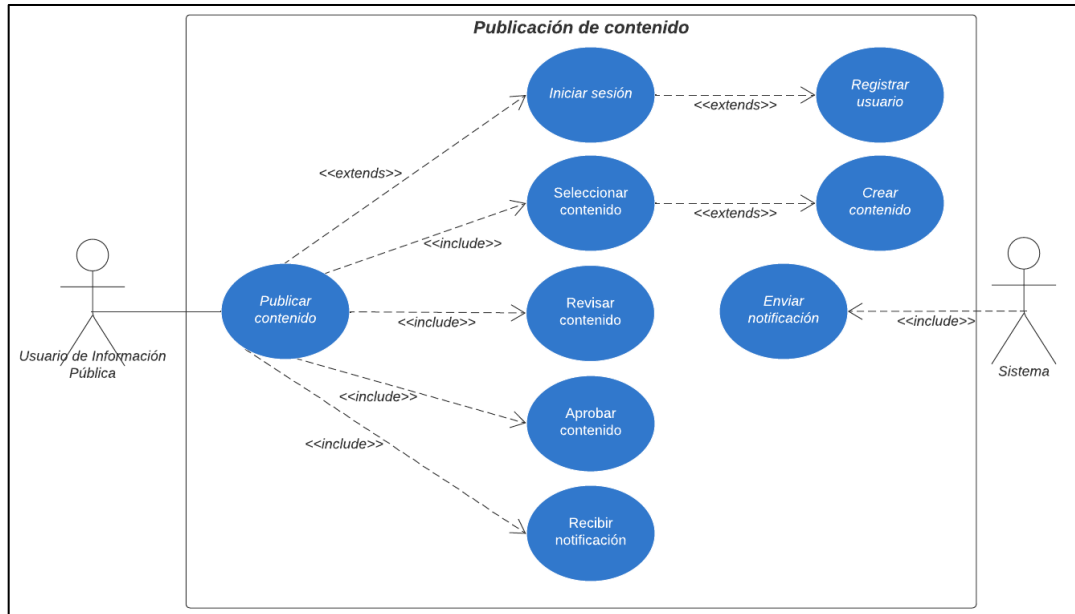 Publicación de contenido
Iniciar sesión
<<extends>>
Registrar
usuario
<<extends>>
Seleccionar
contenido
<<extends>>
Crear
contenido
<<include>>
Publicar
contenido
<<include>>
Revisar
contenido
Enviar
notificación
<<include>>
Usuario de Información
Pública
Sistema
<<include>>
Aprobar
contenido
<<include>>
Recibir
notificación